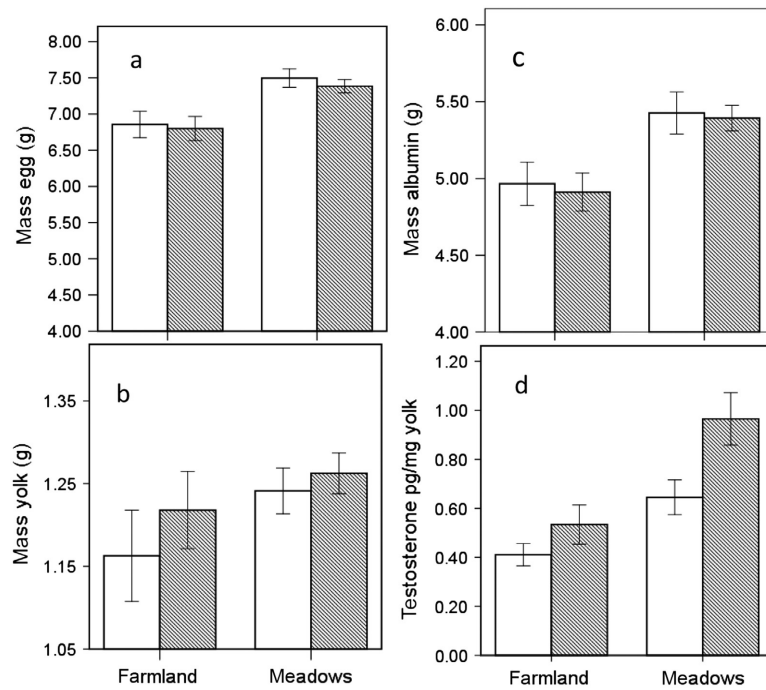 a
Mass egg (g)
8.00
7.50
7.00
6.50
6.00
5.50
5.00
4.50
4.00
c
Mass albumin (g)
6.00
5.50
5.00
4.50
4.00
b
Mass yolk (g)
1.35
1.25
1.15
1.05
Farmland Meadows
d
Testosterone pg/mg yolk
1.20
1.00
0.80
0.60
0.40
0.20
0.00
Farmland Meadows